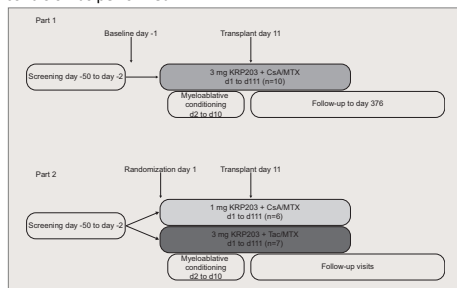 Part 1
Baseline day -1
Transplant day 11
Screening day -50 to day -2
3 mg KRP203 + CsA/MTX
d1 to d111 (n=10)
Myeloablative
conditioning
d2 to d10
Follow-up to day 376
Part 2
Randomization day 1
Transplant day 11
Screening day -50 to day -2
1 mg KRP203 + CsA/MTX
d1 to d111 (n=6)
3 mg KRP203 + Tac/MTX
d1 to d111 (n=7)
Myeloablative
conditioning
d2 to d10
Follow-up visits